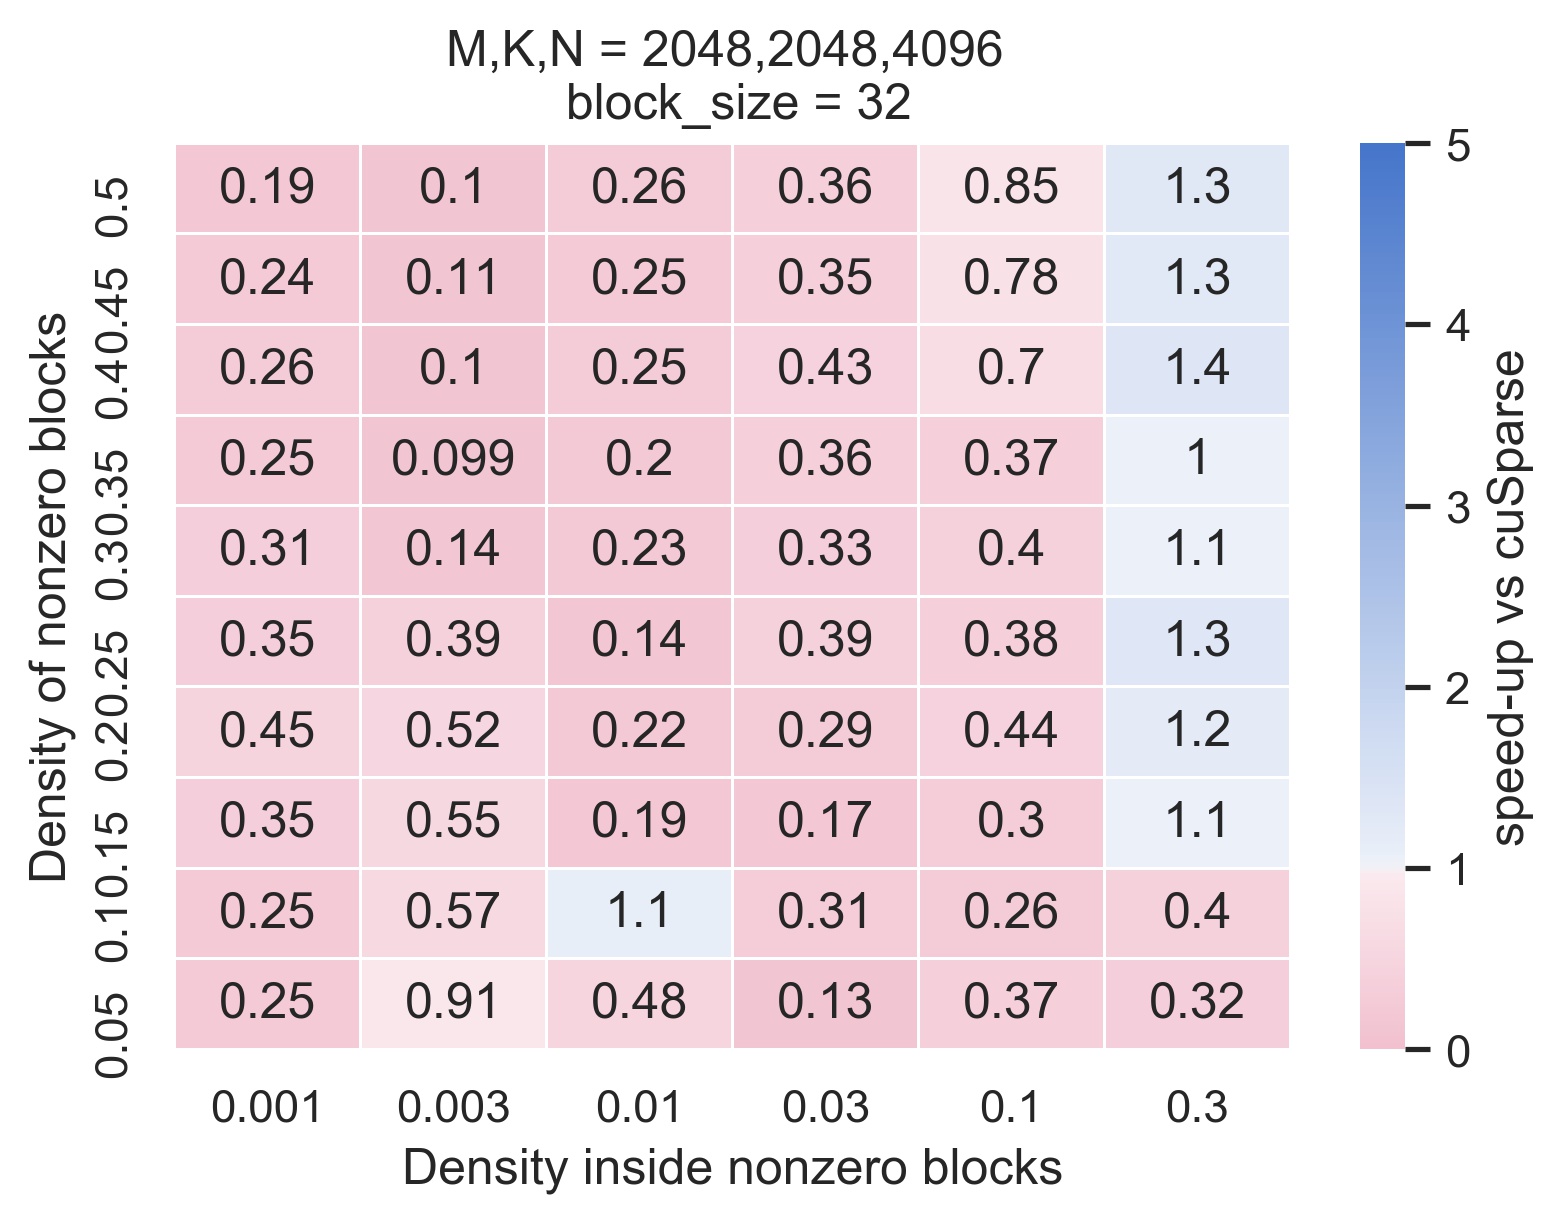 M,K,N = 2048,2048,4096
block_size = 32
Density of nonzero blocks
0.5 0.19 0.1 0.26 0.36 0.85 1.3
0.45 0.24 0.11 0.25 0.35 0.78 1.3
0.4 0.26 0.1 0.25 0.43 0.7 1.4
0.35 0.25 0.099 0.2 0.36 0.37 1
0.3 0.31 0.14 0.23 0.33 0.4 1.1
0.25 0.35 0.39 0.14 0.39 0.38 1.3
0.2 0.45 0.52 0.22 0.29 0.44 1.2
0.15 0.35 0.55 0.19 0.17 0.3 1.1
0.1 0.25 0.57 1.1 0.31 0.26 0.4
0.05 0.25 0.91 0.48 0.13 0.37 0.32
0.001 0.003 0.01 0.03 0.1 0.3
Density inside nonzero blocks
5
4
3
2
1
0
speed-up vs cuSparse